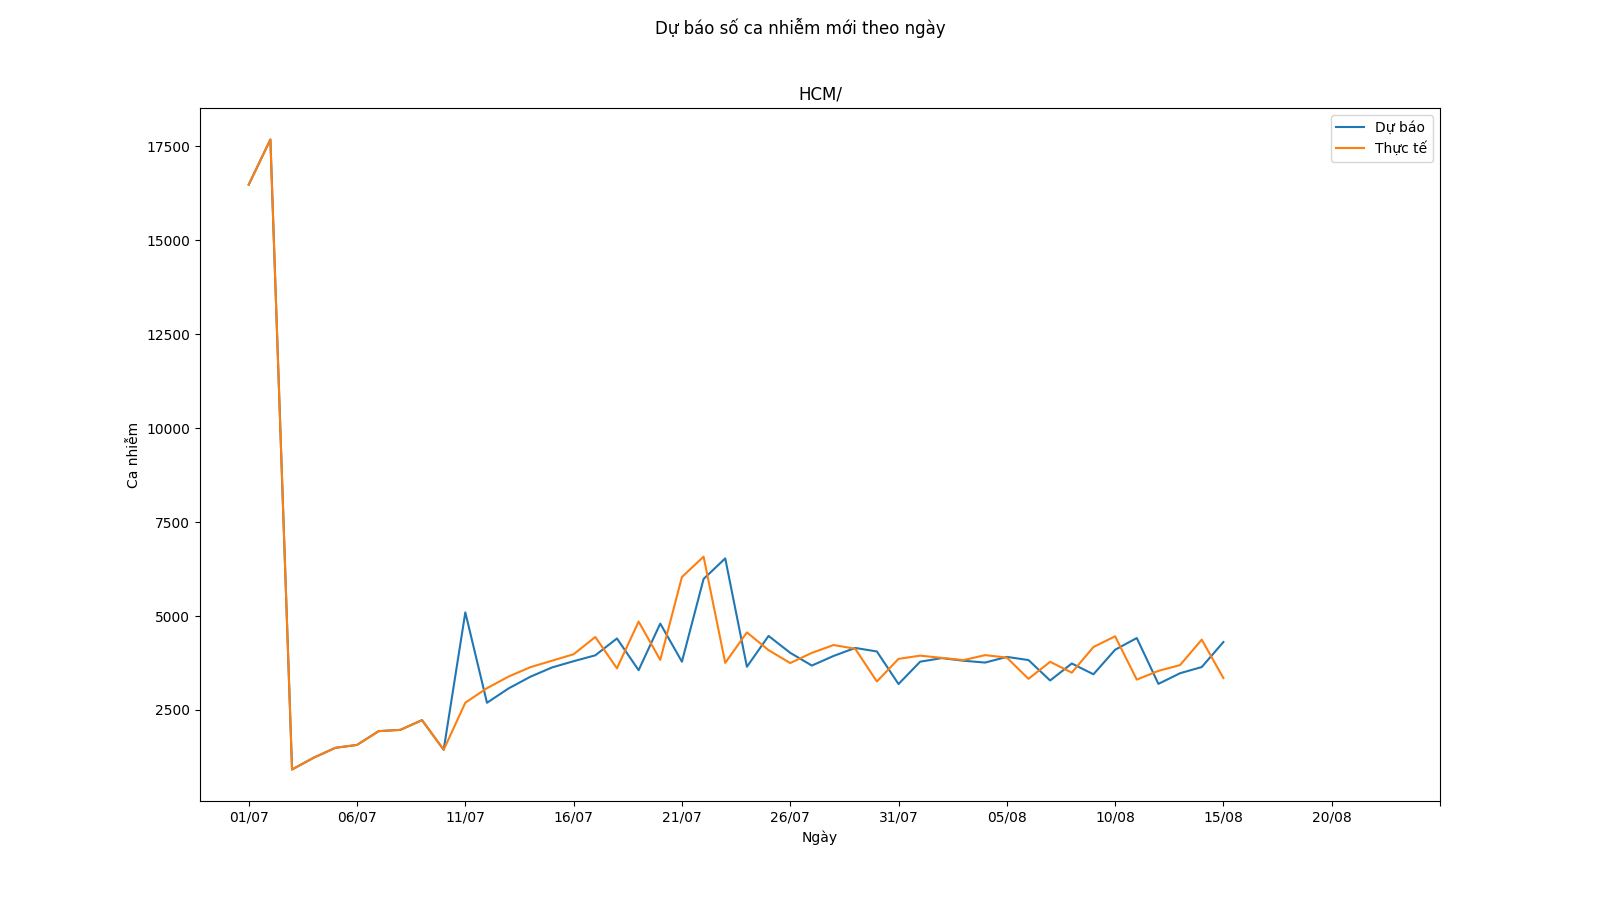 Dự báo số ca nhiễm mới theo ngày
HCM/
Dự báo
Thực tế
17500
15000
12500
10000
7500
5000
2500
Ca nhiễm
01/07 06/07 11/07 16/07 21/07 26/07 31/07 05/08 10/08 15/08 20/08
Ngày